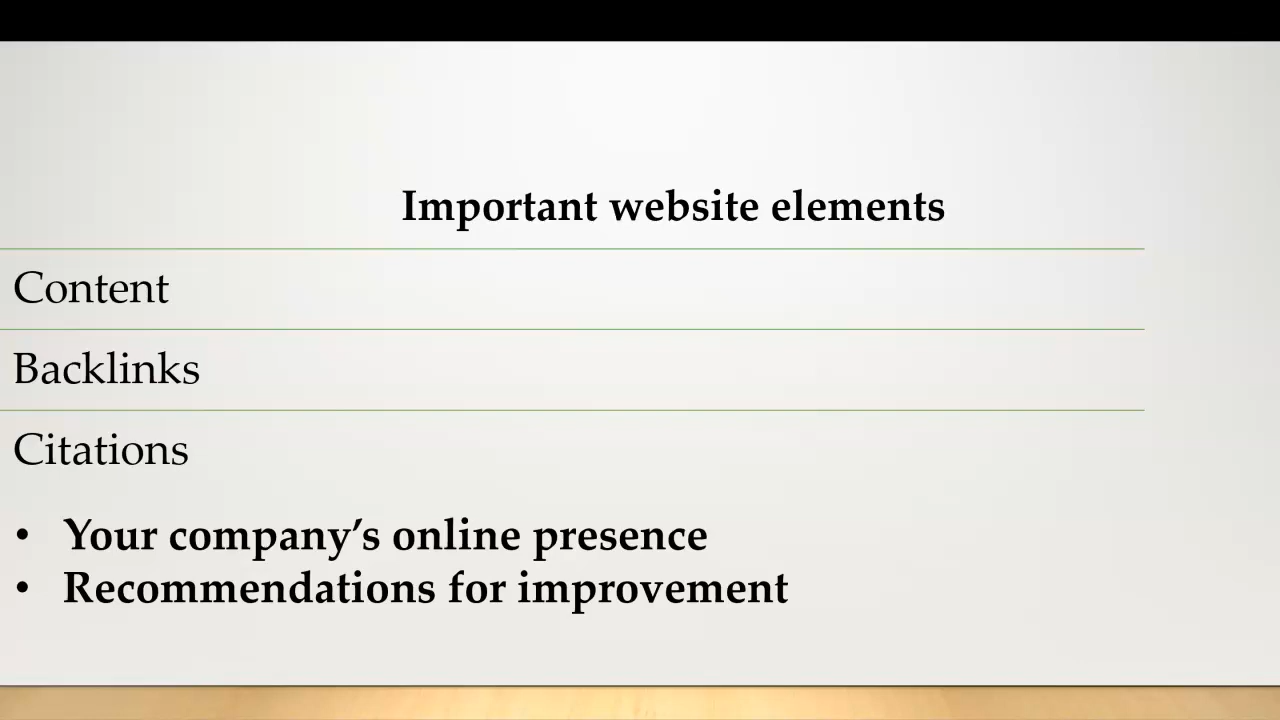 Important website elements
Content
Backlinks
Citations
• Your company’s online presence
• Recommendations for improvement